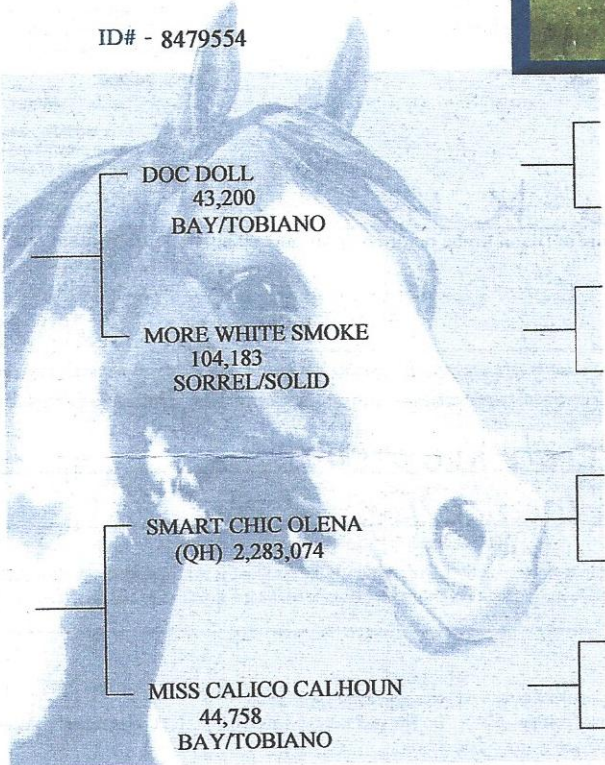 ID# - 8479554
DOC DOLL
43,200
BAY/TOBIANO
MORE WHITE SMOKE
104,183
SORREL/SOLID
SMART CHIC OLENA
(QH) 2,283,074
MISS CALICO CALHOUN
44,758
BAY/TOBIANO